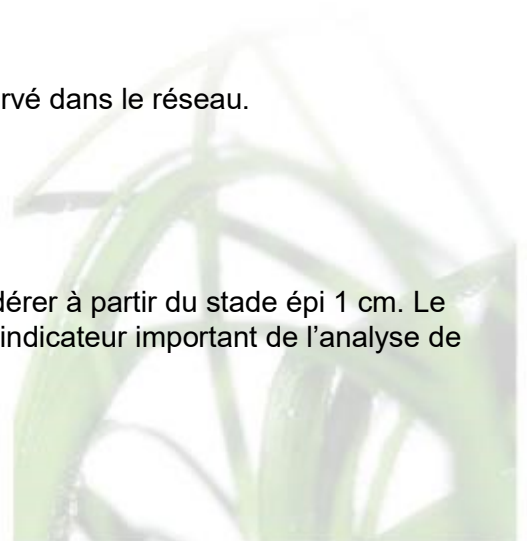 rvé dans le réseau.
dérer à partir du stade épi 1 cm. Le
indicateur important de l’analyse de